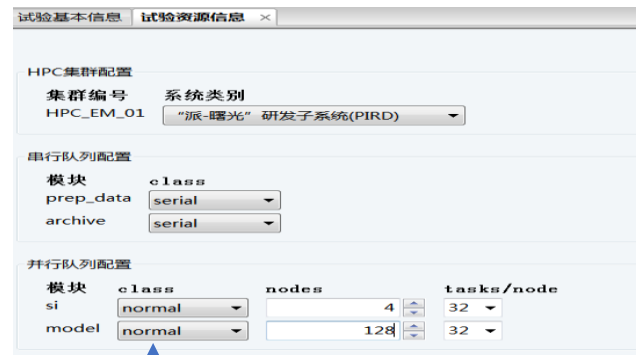 试验基本信息 试验资源信息 ×
HPC集群配置
集群编号 系统类别
HPC_EM_01 “派-曙光”研发子系统(PIRD)
串行队列配置
模块 class
prep_data serial
archive serial
并行队列配置
模块 class nodes tasks/node
si normal 4 32
model normal 128 32